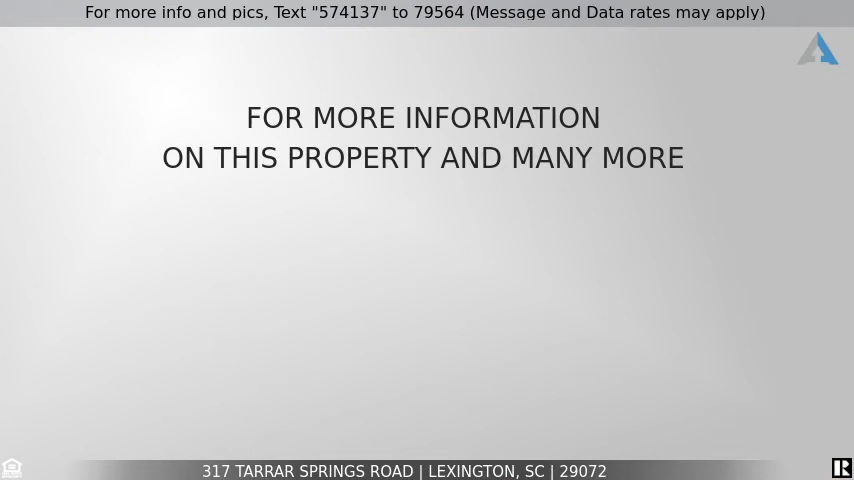 For more info and pics, Text "574137" to 79564 (Message and Data rates may apply)
FOR MORE INFORMATION
ON THIS PROPERTY AND MANY MORE
317 TARRAR SPRINGS ROAD | LEXINGTON, SC | 29072